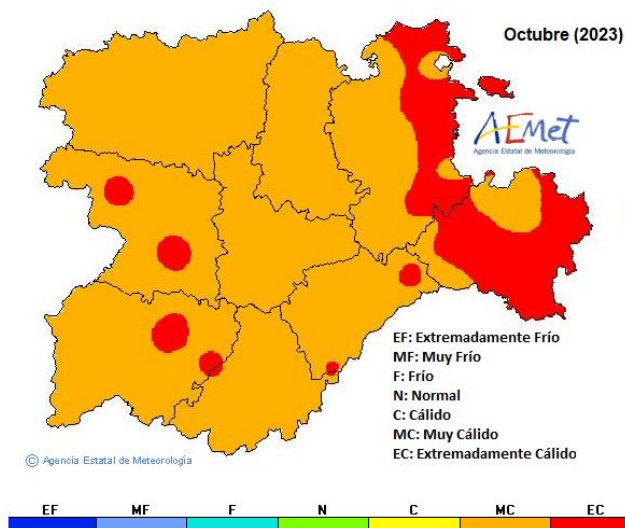 Octubre (2023)
AEMet
Agencia Estatal de Meteorología
EF: Extremadamente Frío
MF: Muy Frío
F: Frío
N: Normal
C: Cálido
MC: Muy Cálido
EC: Extremadamente Cálido
© Agencia Estatal de Meteorología
EF MF F N C MC EC